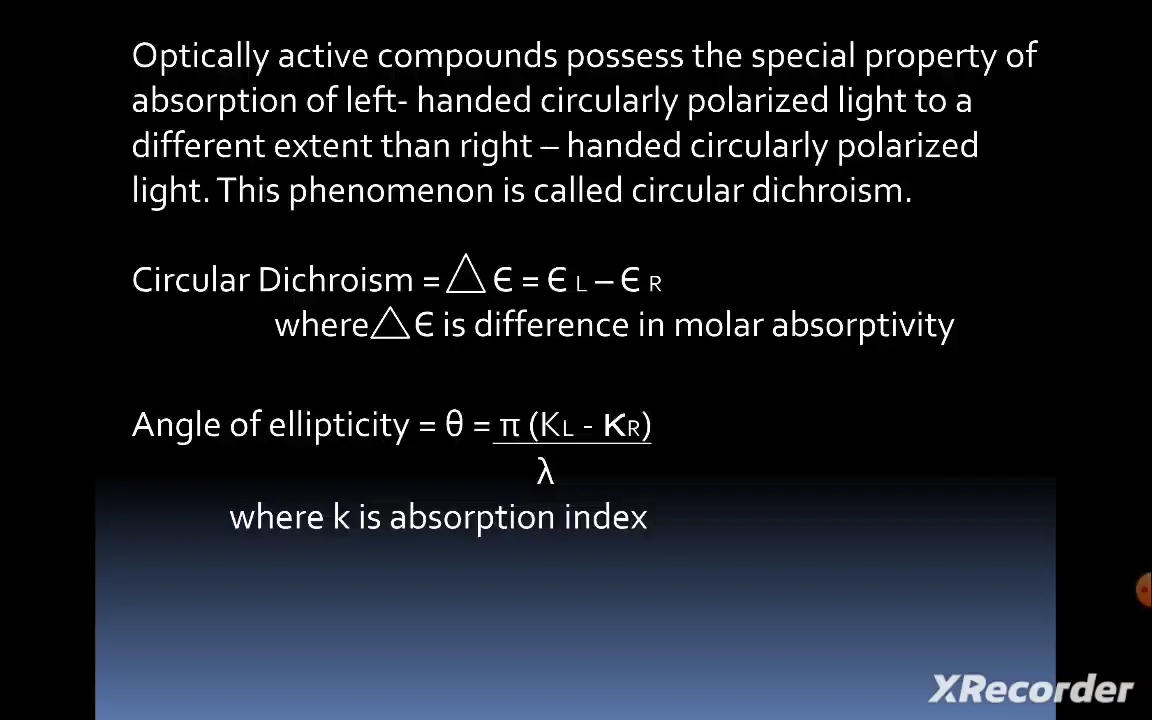 Optically active compounds possess the special property of
absorption of left- handed circularly polarized light to a
different extent than right – handed circularly polarized
light. This phenomenon is called circular dichroism.
Circular Dichroism = △ Є = Є L – Є R
where △ Є is difference in molar absorptivity
Angle of ellipticity = θ = π (KL - KR)
λ
where k is absorption index
XRecorder